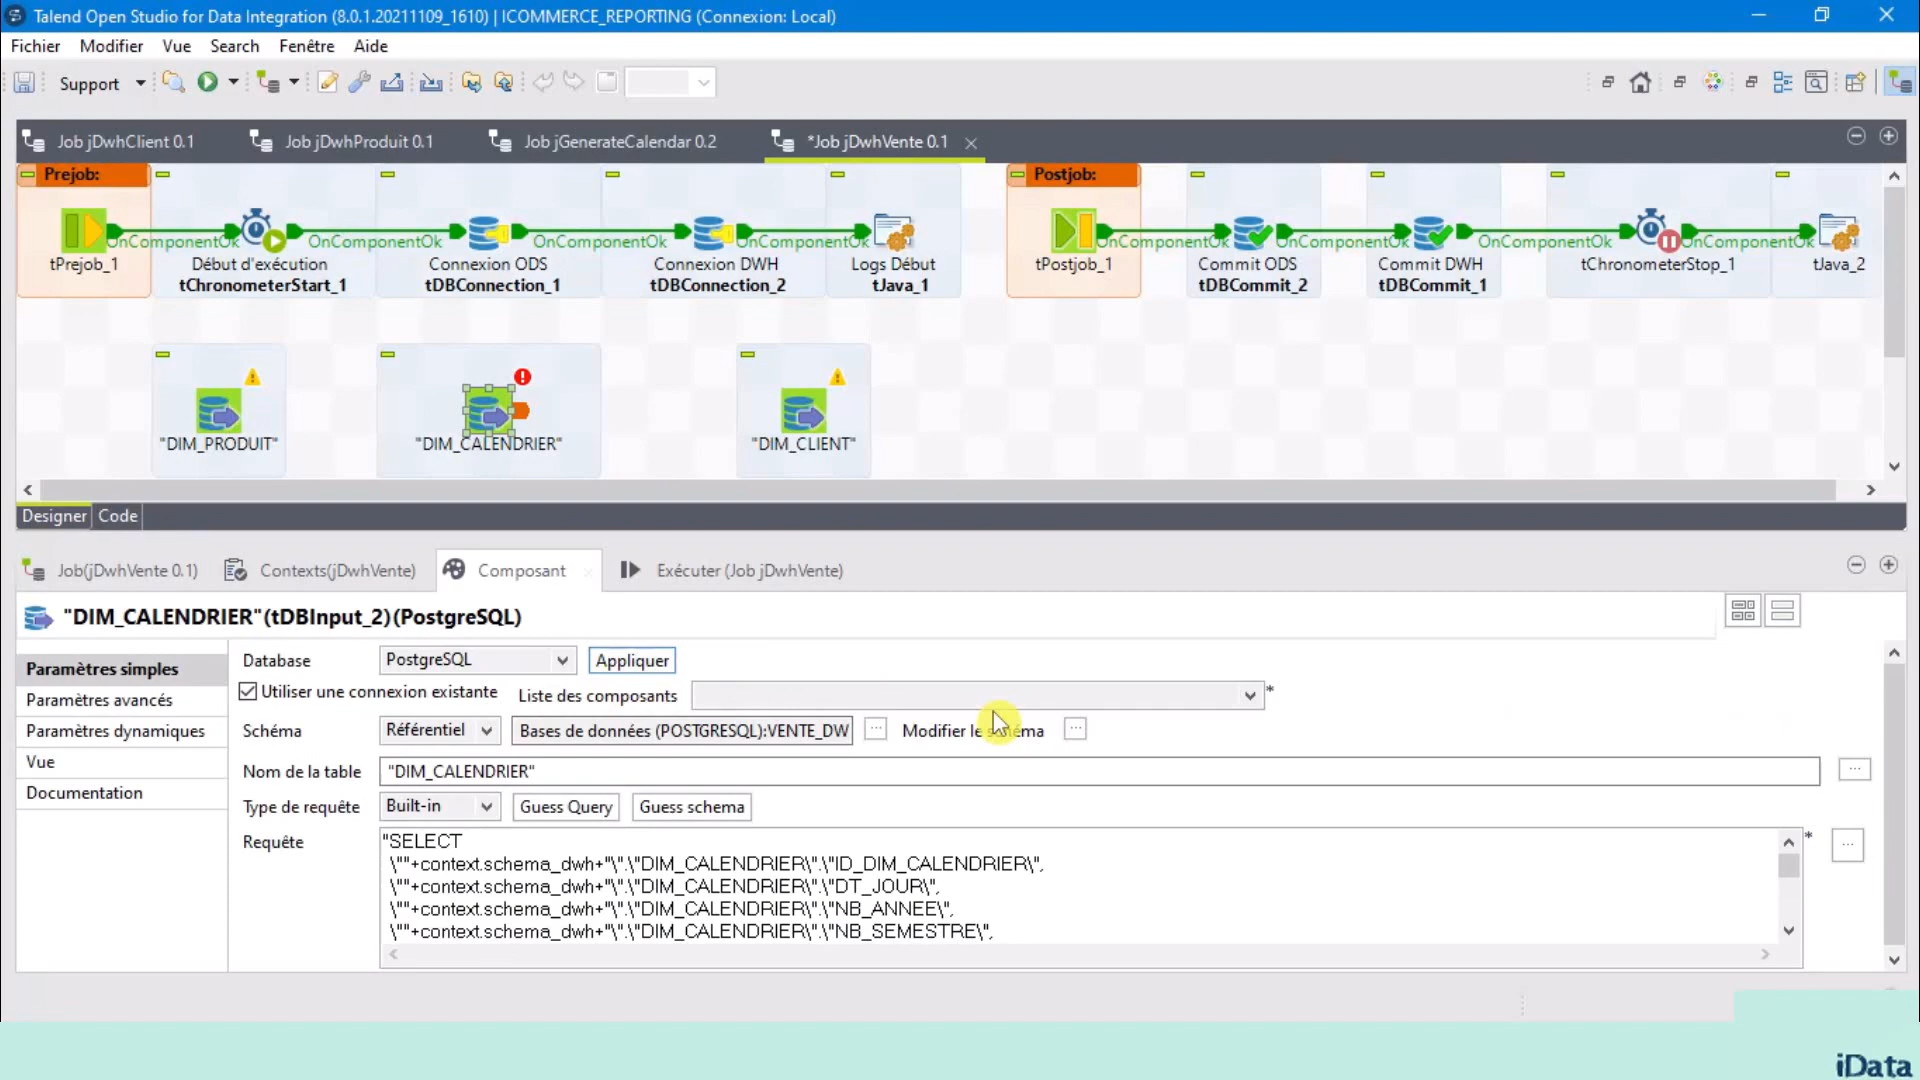 Talend Open Studio for Data Integration (8.0.1.20211109_1610) | ICOMMERCE_REPORTING (Connexion: Local)
Fichier Modifier Vue Search Fenêtre Aide
Support
Job jDwhClient 0.1 Job jDwhProduit 0.1 Job jGenerateCalendar 0.2 *Job jDwhVente 0.1
Prejob: Postjob:
OnComponentOk OnComponentOk OnComponentOk OnComponentOk OnComponentOk OnComponentOk OnComponentOk OnComponentOk
tPrejob_1 Début d'exécution Connexion ODS Connexion DWH Logs Début tPostjob_1 Commit ODS Commit DWH tChronometerStop_1 tJava_2
tChronometerStart_1 tDBConnection_1 tDBConnection_2 tJava_1 tDBCommit_2 tDBCommit_1
"DIM_PRODUIT" "DIM_CALENDRIER" "DIM_CLIENT"
Designer Code
Job(jDwhVente 0.1) Contexts(jDwhVente) Composant Exécuter (Job jDwhVente)
"DIM_CALENDRIER"(tDBInput_2)(PostgreSQL)
Paramètres simples
Paramètres avancés
Paramètres dynamiques
Vue
Documentation
Database PostgreSQL Appliquer
Utiliser une connexion existante Liste des composants *
Schéma Référentiel Bases de données (POSTGRESQL):VENTE_DW ... Modifier le schéma ...
Nom de la table "DIM_CALENDRIER" ...
Type de requête Built-in Guess Query Guess schema
Requête "SELECT * ...
\""+context.schema_dwh+"\".\"DIM_CALENDRIER\".\"ID_DIM_CALENDRIER\",
\""+context.schema_dwh+"\".\"DIM_CALENDRIER\".\"DT_JOUR\",
\""+context.schema_dwh+"\".\"DIM_CALENDRIER\".\"NB_ANNEE\",
\""+context.schema_dwh+"\".\"DIM_CALENDRIER\".\"NB_SEMESTRE\",
iData